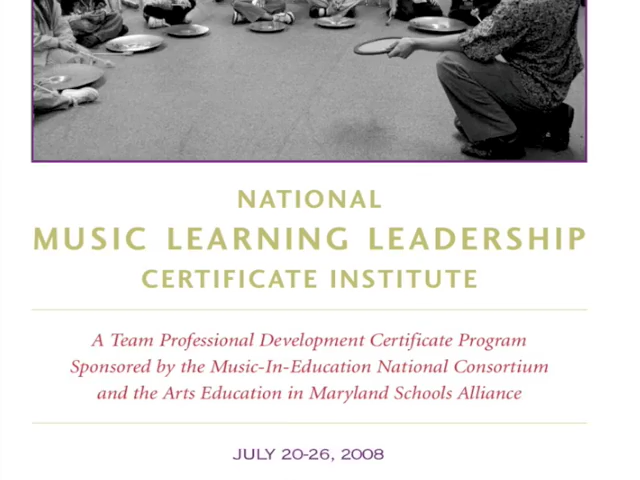 NATIONAL
MUSIC LEARNING LEADERSHIP
CERTIFICATE INSTITUTE
A Team Professional Development Certificate Program
Sponsored by the Music-In-Education National Consortium
and the Arts Education in Maryland Schools Alliance
JULY 20-26, 2008